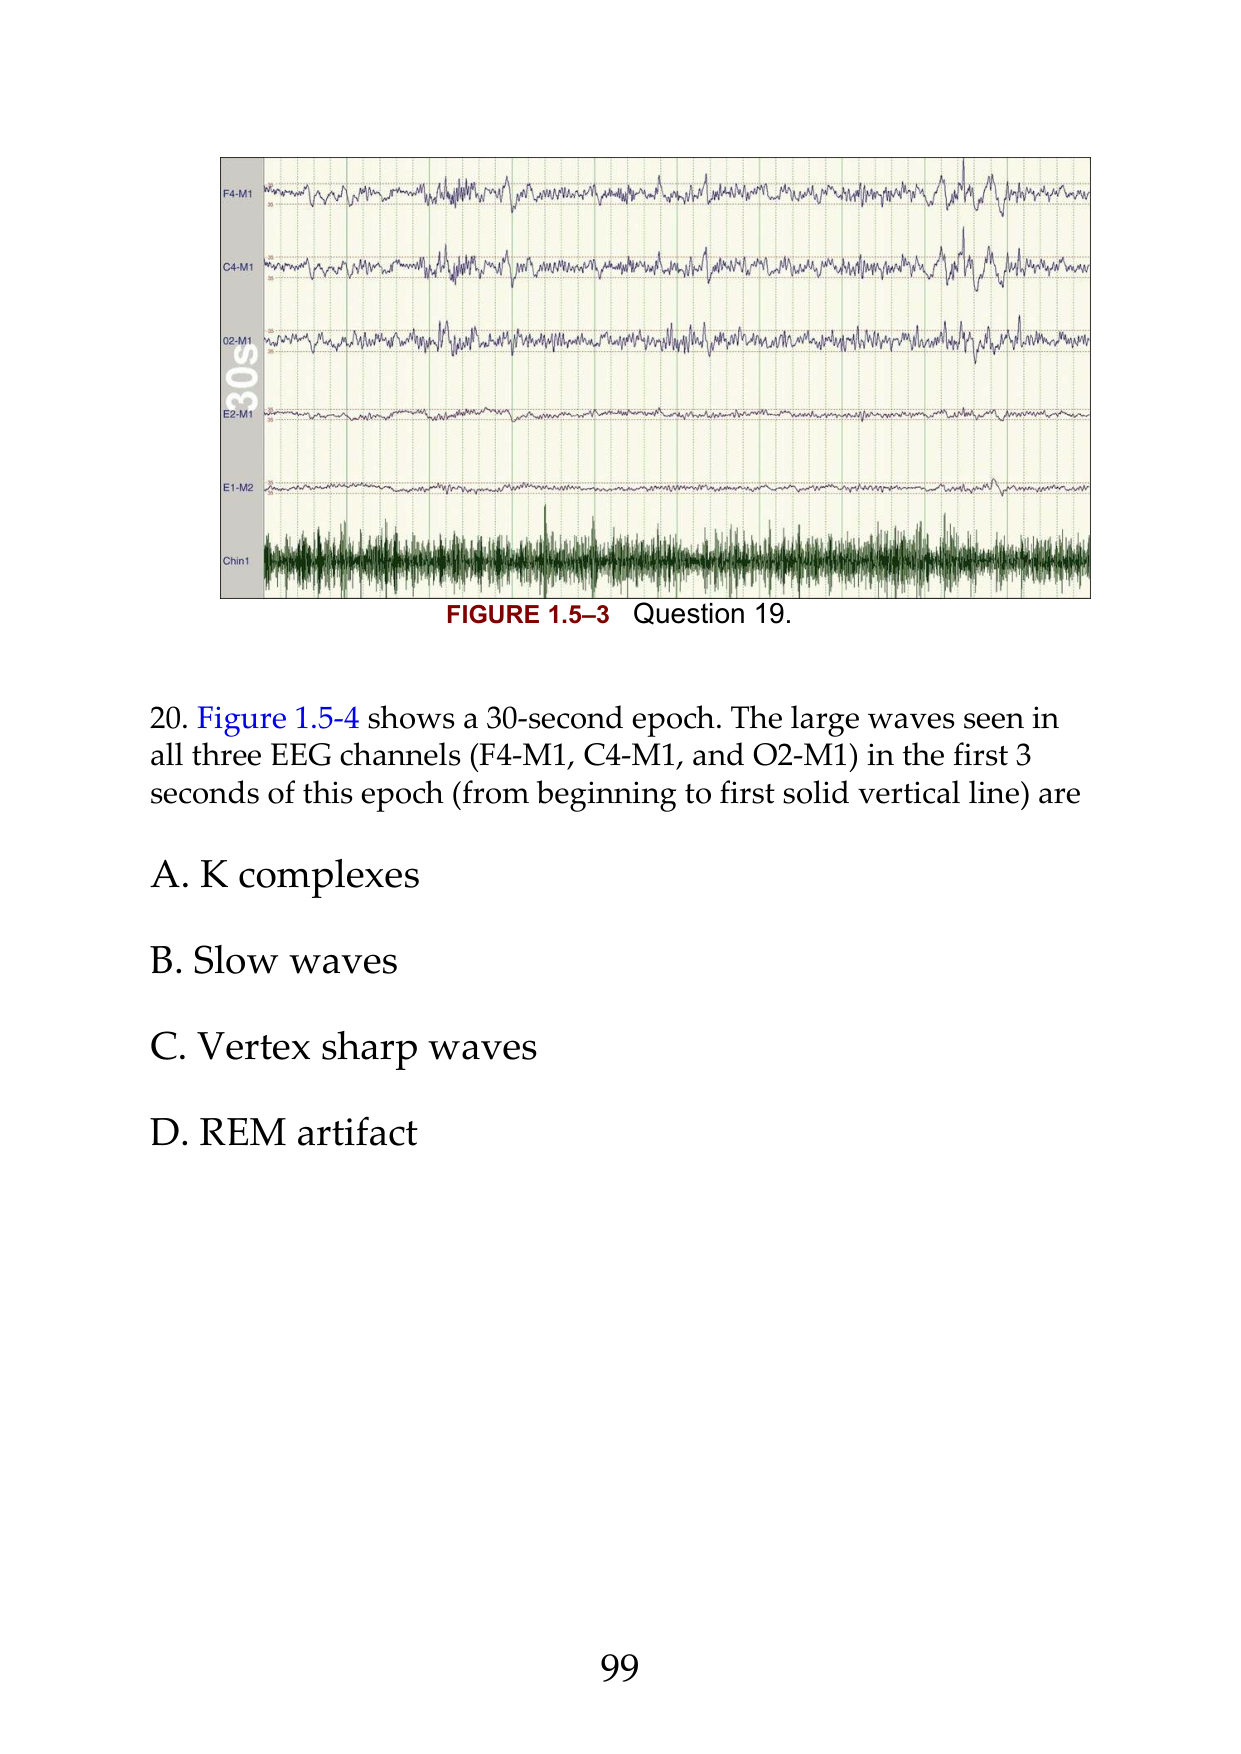 F4-M1
C4-M1
02-M1
30s
E2-M1
E1-M2
Chin1
FIGURE 1.5–3 Question 19.
20. Figure 1.5-4 shows a 30-second epoch. The large waves seen in
all three EEG channels (F4-M1, C4-M1, and O2-M1) in the first 3
seconds of this epoch (from beginning to first solid vertical line) are
A. K complexes
B. Slow waves
C. Vertex sharp waves
D. REM artifact
99